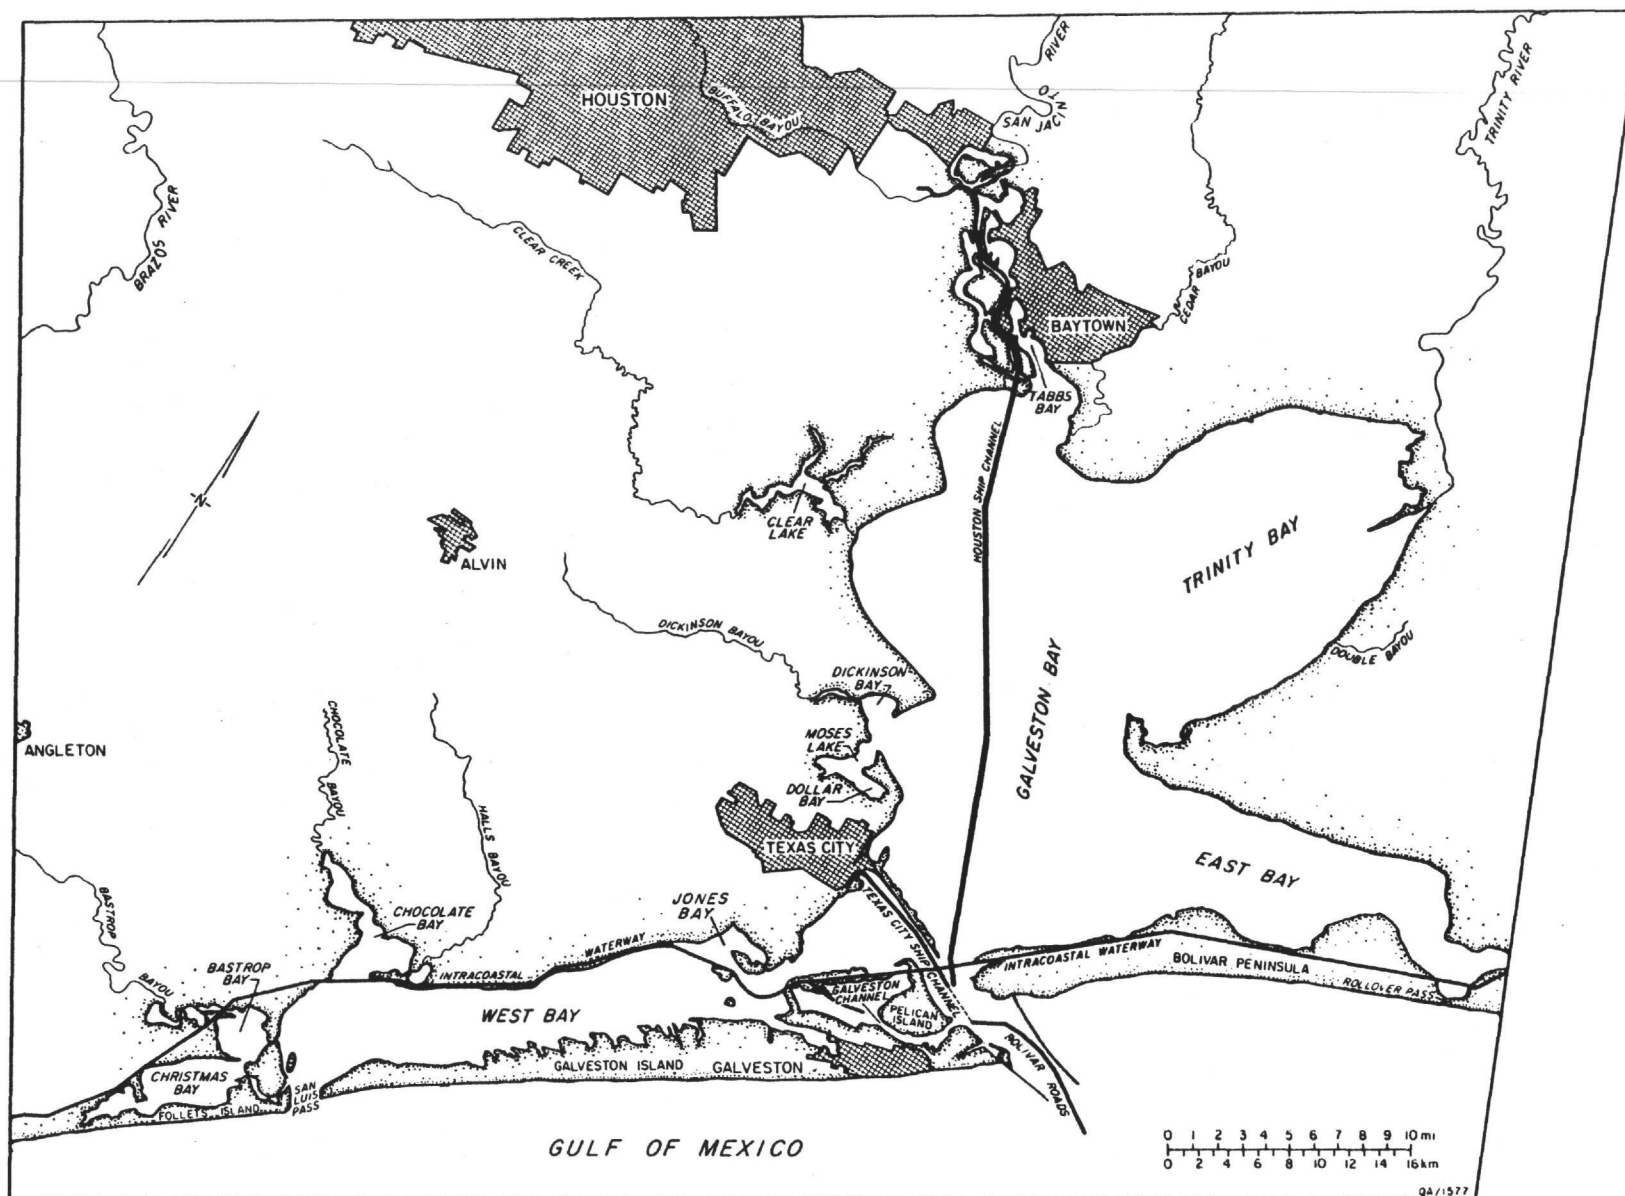 RIVER
SAN JACINTO
TRINITY RIVER
HOUSTON
BUFFALO BAYOU
BRAZOS RIVER
CLEAR CREEK
CEDAR BAYOU
BAYTOWN
TABBS
BAY
HOUSTON SHIP CHANNEL
-N-
CLEAR
LAKE
ALVIN
TRINITY BAY
DICKINSON BAYOU
DOUBLE BAYOU
DICKINSON
BAY
GALVESTON BAY
CHOCOLATE
BAYOU
ANGLETON
MOSES
LAKE
DOLLAR
BAY
HALLS BAYOU
TEXAS CITY
EAST BAY
BASTROP
BAYOU
CHOCOLATE
BAY
JONES
BAY
TEXAS CITY SHIP CHANNEL
INTRACOASTAL
WATERWAY
INTRACOASTAL WATERWAY
BOLIVAR PENINSULA
ROLLOVER PASS
BASTROP
BAY
WEST BAY
GALVESTON
CHANNEL
PELICAN
ISLAND
BOLIVAR ROADS
GALVESTON ISLAND
GALVESTON
CHRISTMAS
BAY
SAN
LUIS
PASS
FOLLETS ISLAND
GULF OF MEXICO
0 1 2 3 4 5 6 7 8 9 10 mi
0 2 4 6 8 10 12 14 16 km
QA/1577